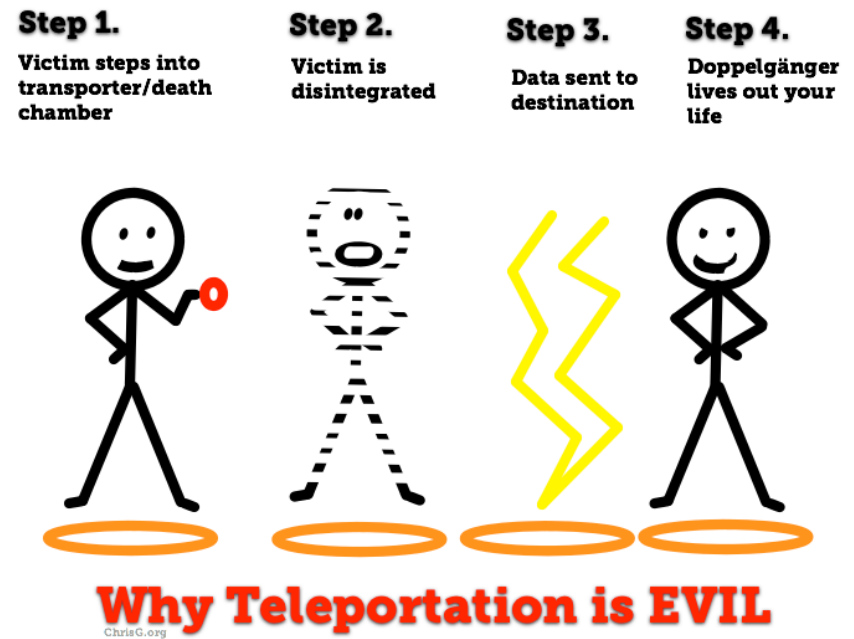 Step 1.
Victim steps into
transporter/death
chamber
Step 2.
Victim is
disintegrated
Step 3.
Data sent to
destination
Step 4.
Doppelgänger
lives out your
life
Why Teleportation is EVIL
ChrisG.org